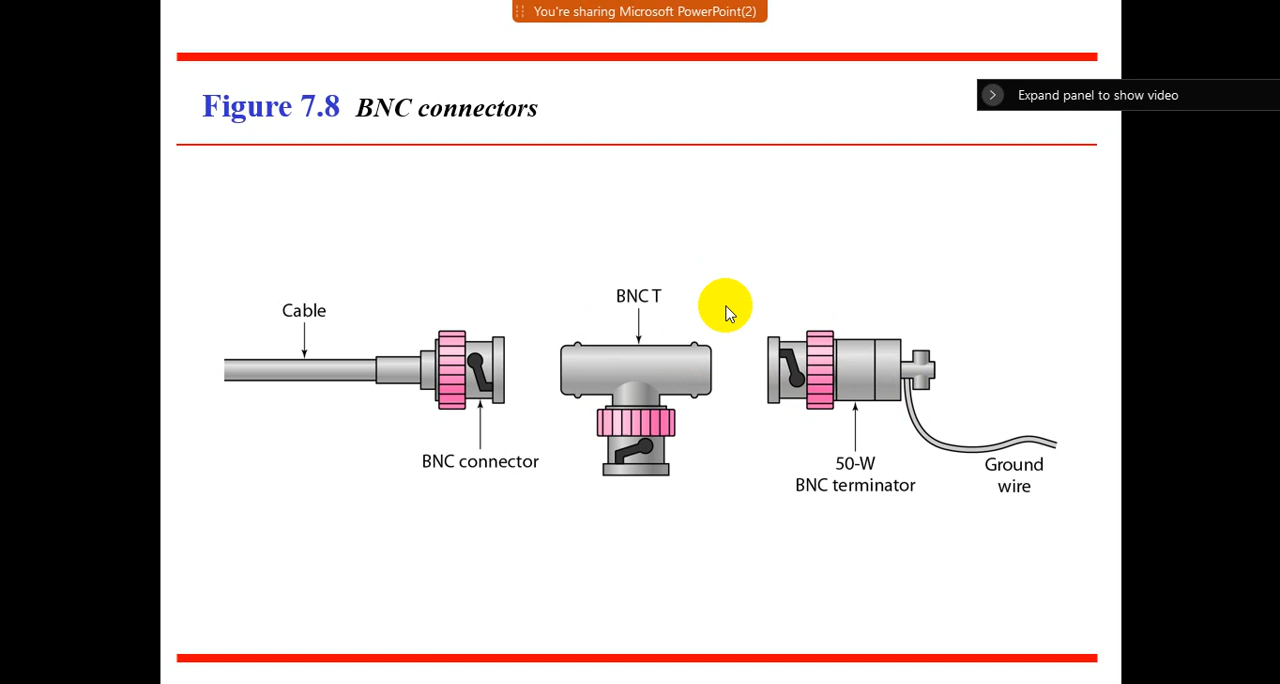 You're sharing Microsoft PowerPoint(2)
Expand panel to show video
Figure 7.8 BNC connectors
Cable
BNC T
BNC connector
50-W
BNC terminator
Ground
wire